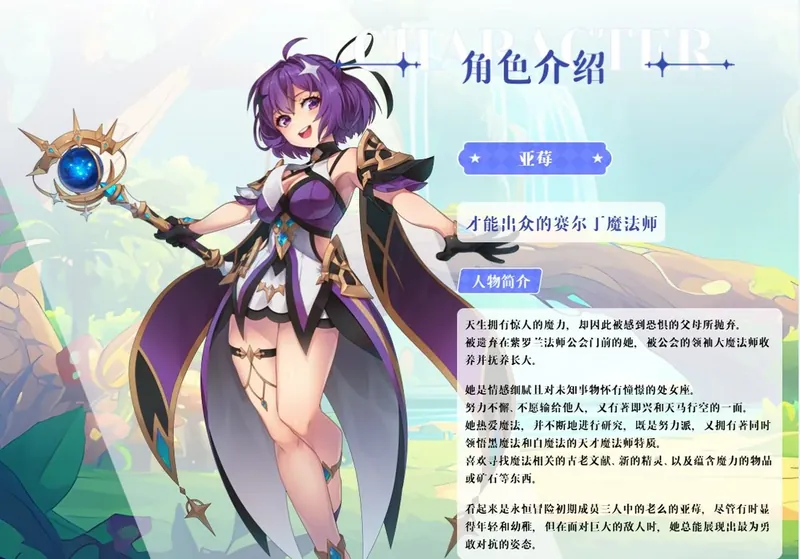 CHARACTER
角色介绍
亚莓
才能出众的赛尔丁魔法师
人物简介
天生拥有惊人的魔力，却因此被感到恐惧的父母所抛弃。
被遗弃在紫罗兰法师公会门前的她，被公会的领袖大魔法师收
养并抚养长大。
她是情感细腻且对未知事物怀有憧憬的处女座。
努力不懈、不愿输给他人，又有著即兴和天马行空的一面。
她热爱魔法，并不断地进行研究，既是努力派，又拥有著同时
领悟黑魔法和白魔法的天才魔法师特质。
喜欢寻找魔法相关的古老文献、新的精灵、以及蕴含魔力的物品
或矿石等东西。
看起来是永恒冒险初期成员三人中的老么的亚莓，尽管有时显
得年轻和幼稚，但在面对巨大的敌人时，她总能展现出最为勇
敢对抗的姿态。